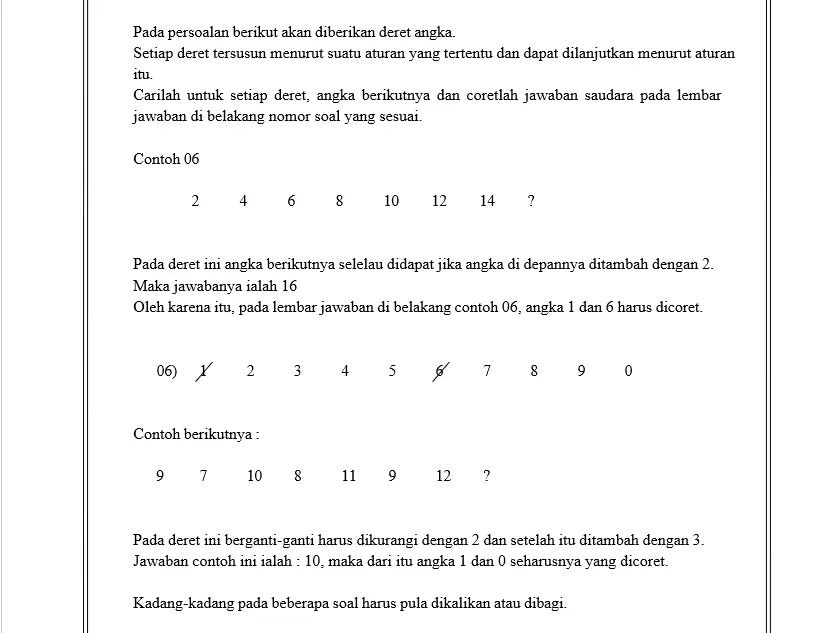 Pada persoalan berikut akan diberikan deret angka.
Setiap deret tersusun menurut suatu aturan yang tertentu dan dapat dilanjutkan menurut aturan
itu.
Carilah untuk setiap deret, angka berikutnya dan coretlah jawaban saudara pada lembar
jawaban di belakang nomor soal yang sesuai.
Contoh 06
2 4 6 8 10 12 14 ?
Pada deret ini angka berikutnya selelau didapat jika angka di depannya ditambah dengan 2.
Maka jawabanya ialah 16
Oleh karena itu, pada lembar jawaban di belakang contoh 06, angka 1 dan 6 harus dicoret.
06) 1 2 3 4 5 6 7 8 9 0
Contoh berikutnya :
9 7 10 8 11 9 12 ?
Pada deret ini berganti-ganti harus dikurangi dengan 2 dan setelah itu ditambah dengan 3.
Jawaban contoh ini ialah : 10, maka dari itu angka 1 dan 0 seharusnya yang dicoret.
Kadang-kadang pada beberapa soal harus pula dikalikan atau dibagi.